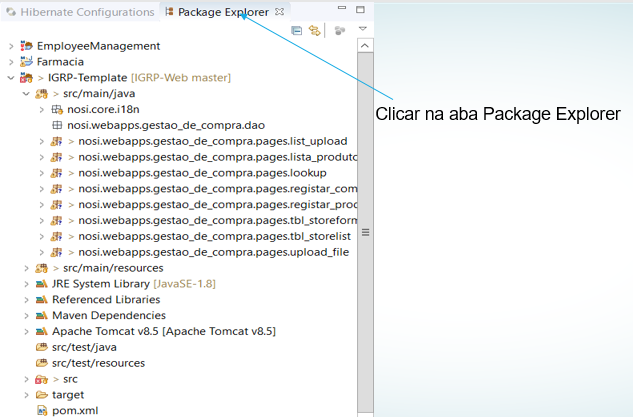 Hibernate Configurations Package Explorer
EmployeeManagement
Farmacia
> IGRP-Template [IGRP-Web master]
> src/main/java
> nosi.core.i18n
nosi.webapps.gestao_de_compra.dao
> nosi.webapps.gestao_de_compra.pages.list_upload
> nosi.webapps.gestao_de_compra.pages.lista_produto
> nosi.webapps.gestao_de_compra.pages.lookup
> nosi.webapps.gestao_de_compra.pages.registar_com
> nosi.webapps.gestao_de_compra.pages.registar_pro
> nosi.webapps.gestao_de_compra.pages.tbl_storeform
> nosi.webapps.gestao_de_compra.pages.tbl_storelist
> nosi.webapps.gestao_de_compra.pages.upload_file
> src/main/resources
JRE System Library [JavaSE-1.8]
Referenced Libraries
Maven Dependencies
Apache Tomcat v8.5 [Apache Tomcat v8.5]
src/test/java
src/test/resources
> src
target
pom.xml
Clicar na aba Package Explorer